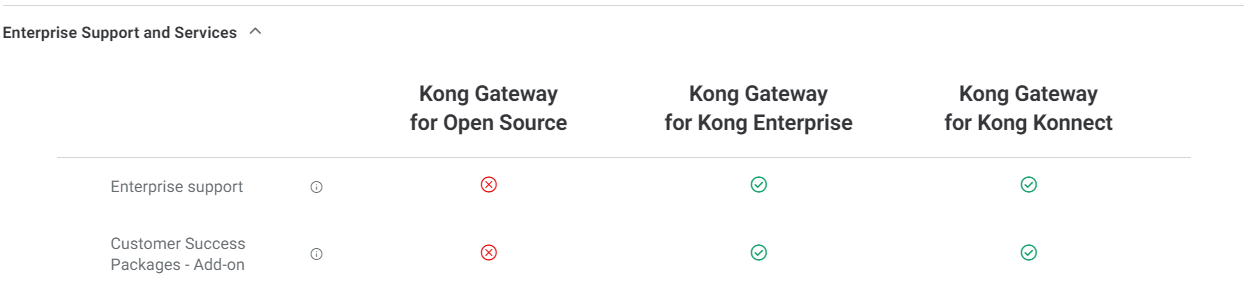 Enterprise Support and Services
Kong Gateway
for Open Source
Kong Gateway
for Kong Enterprise
Kong Gateway
for Kong Konnect
Enterprise support
Customer Success
Packages - Add-on